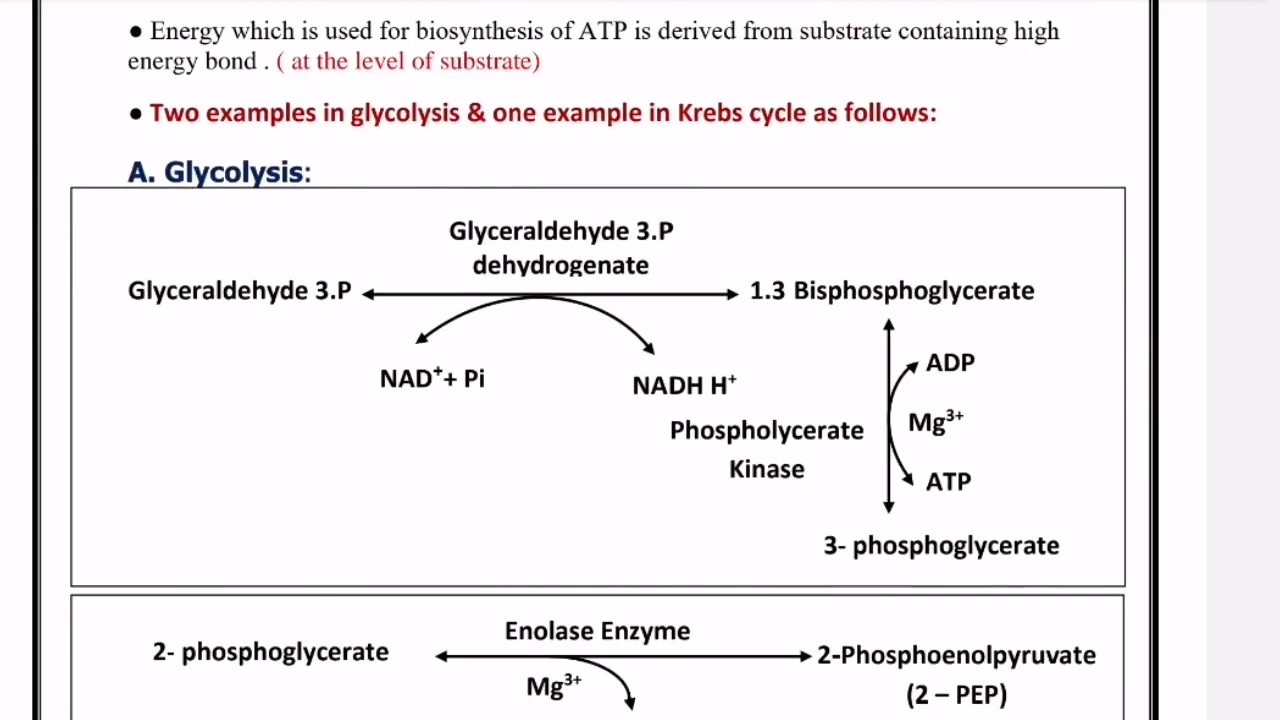 ● Energy which is used for biosynthesis of ATP is derived from substrate containing high
energy bond . ( at the level of substrate)
● Two examples in glycolysis & one example in Krebs cycle as follows:
A. Glycolysis:
Glyceraldehyde 3.P
dehydrogenate
Glyceraldehyde 3.P
1.3 Bisphosphoglycerate
NAD⁺+ Pi
NADH H⁺
ADP
Mg³⁺
ATP
Phospholycerate
Kinase
3- phosphoglycerate
Enolase Enzyme
2- phosphoglycerate
2-Phosphoenolpyruvate
(2 – PEP)
Mg³⁺